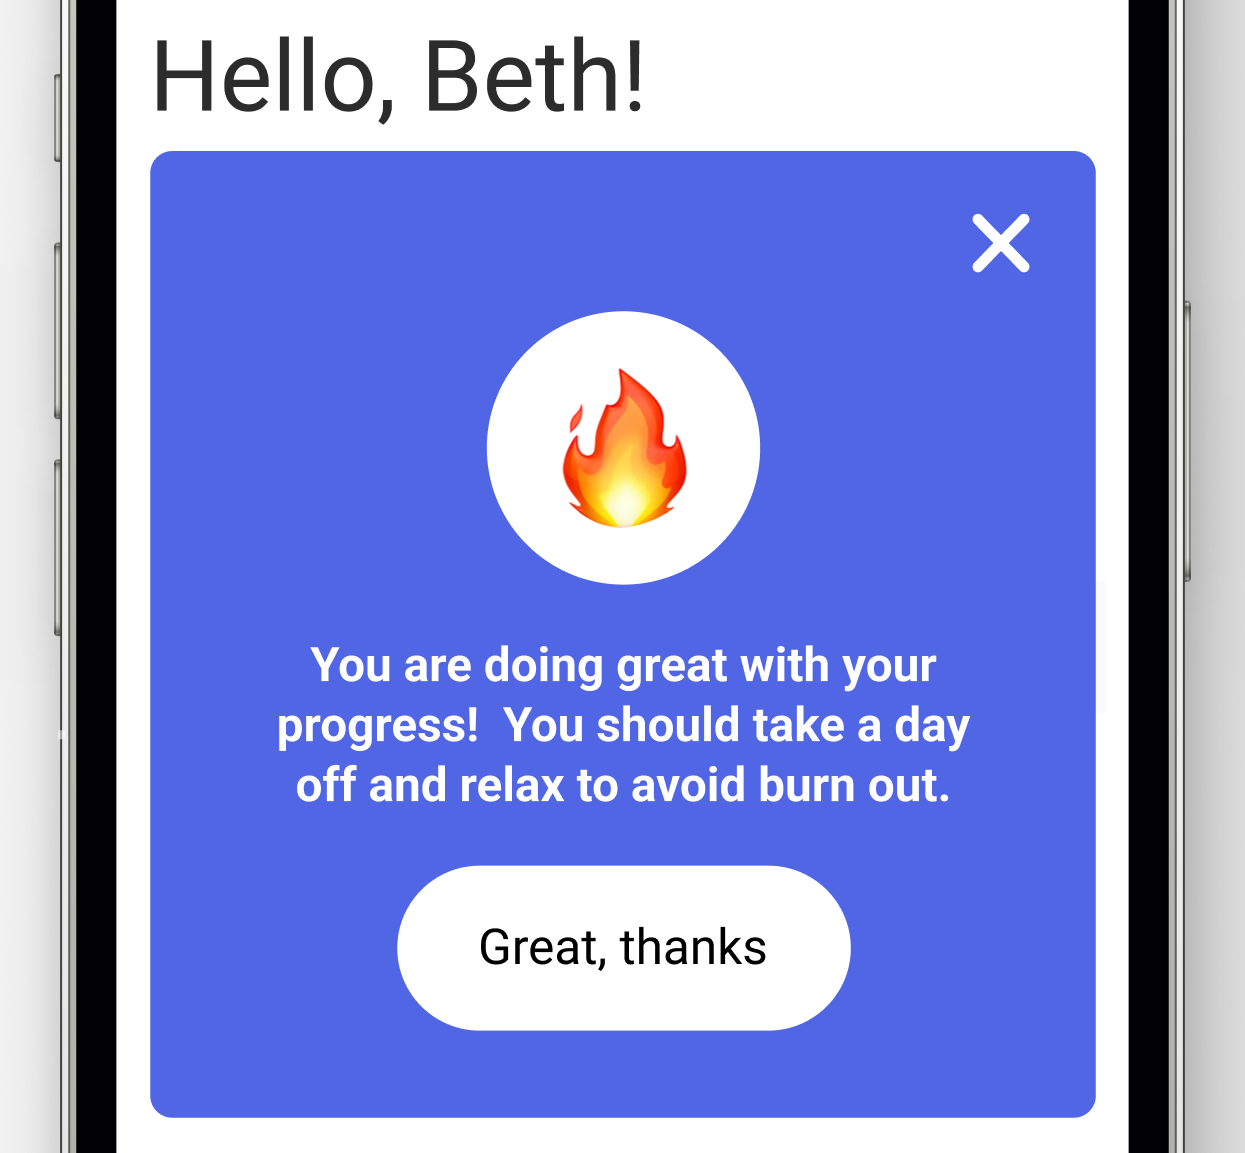 Hello, Beth!
You are doing great with your
progress!  You should take a day
off and relax to avoid burn out.
Great, thanks